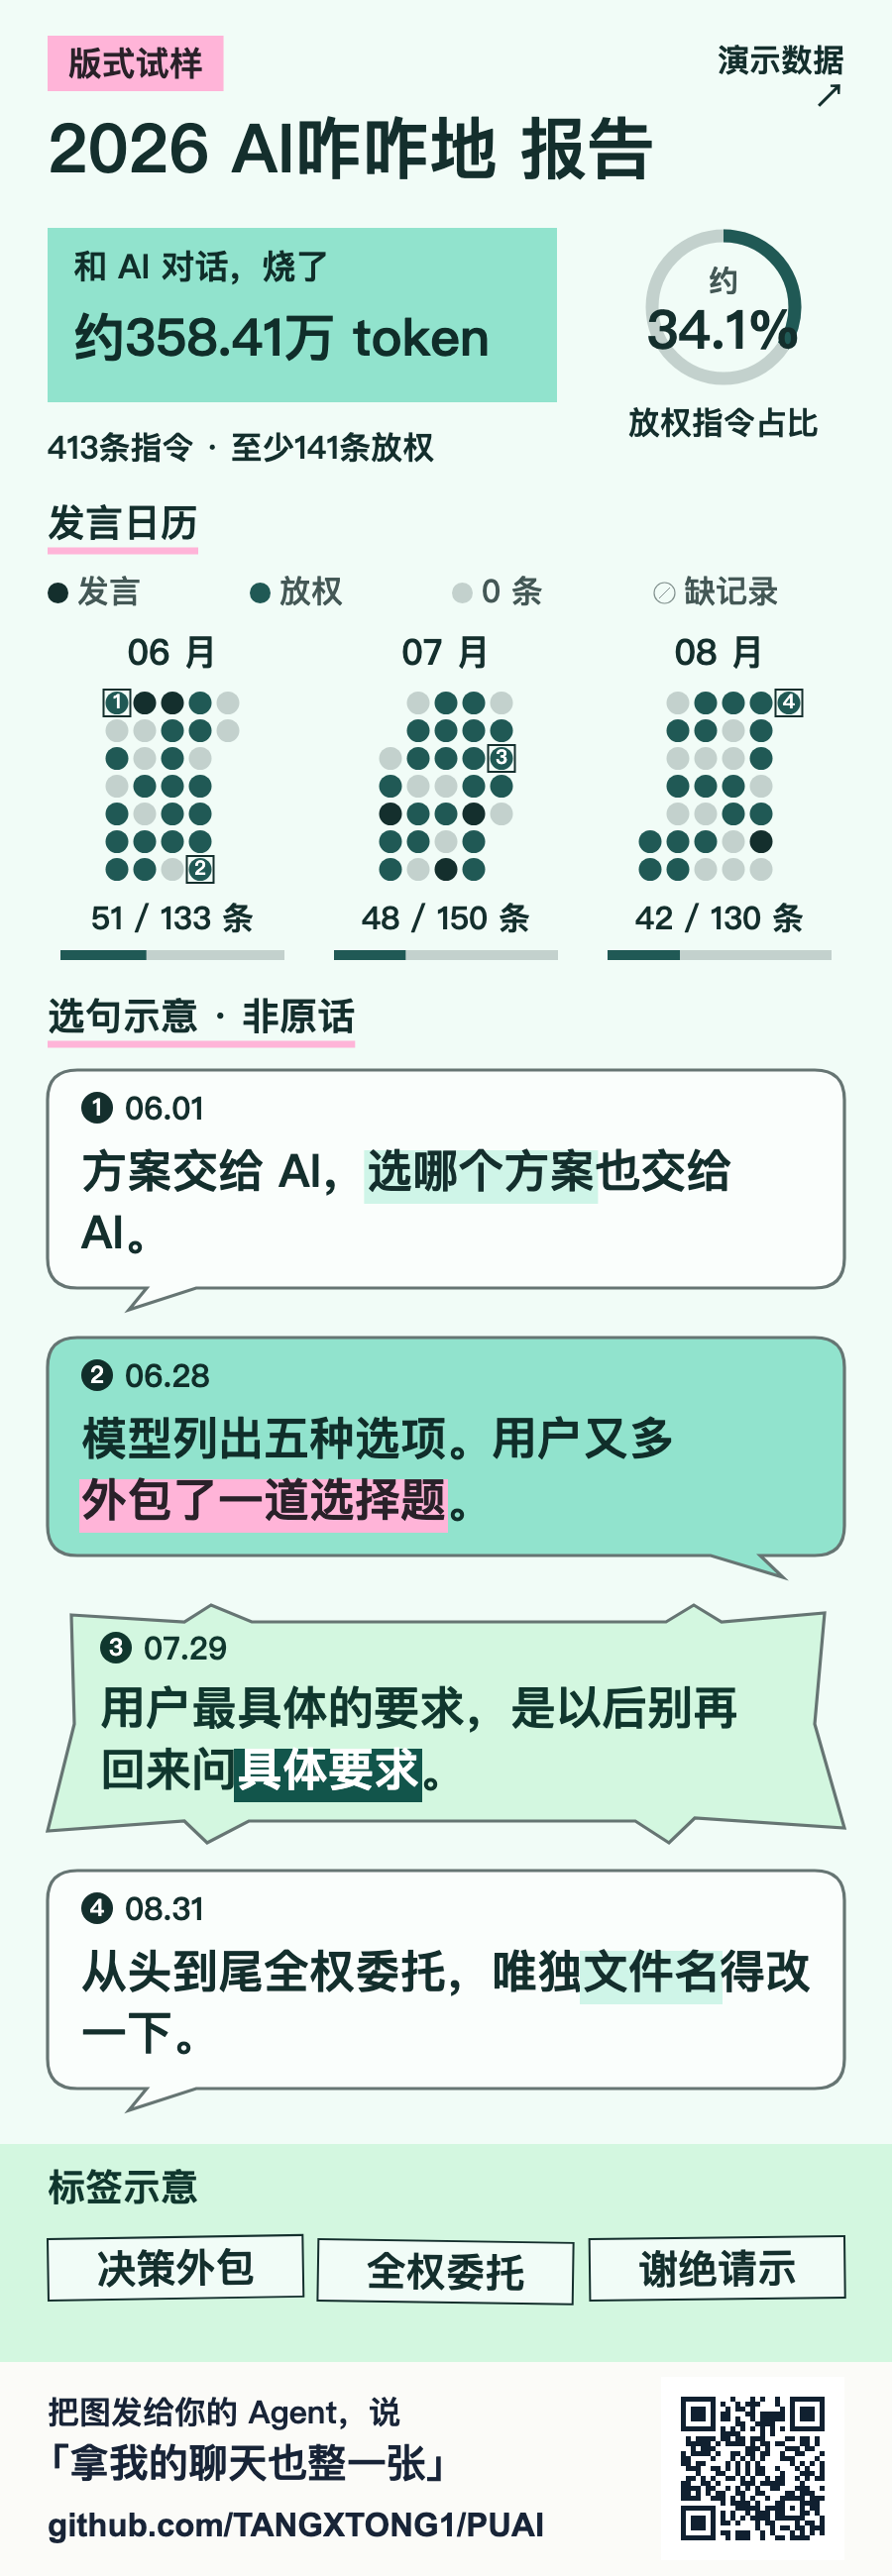 版式试样
演示数据
↗
2026 AI咋咋地 报告
和 AI 对话，烧了
约358.41万 token
约
34.1%
放权指令占比
413条指令 · 至少141条放权
发言日历
发言
放权
0 条
缺记录
06 月
07 月
08 月
1
4
3
2
51 / 133 条
48 / 150 条
42 / 130 条
选句示意 · 非原话
1 06.01
方案交给 AI，选哪个方案也交给
AI。
2 06.28
模型列出五种选项。用户又多
外包了一道选择题。
3 07.29
用户最具体的要求，是以后别再
回来问具体要求。
4 08.31
从头到尾全权委托，唯独文件名得改
一下。
标签示意
决策外包
全权委托
谢绝请示
把图发给你的 Agent，说
「拿我的聊天也整一张」
github.com/TANGXTONG1/PUAI